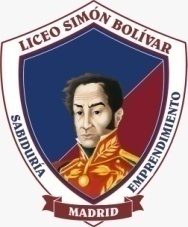 LICEO SIMÓN BOLÍVAR
SABIDURÍA
EMPRENDIMIENTO
MADRID